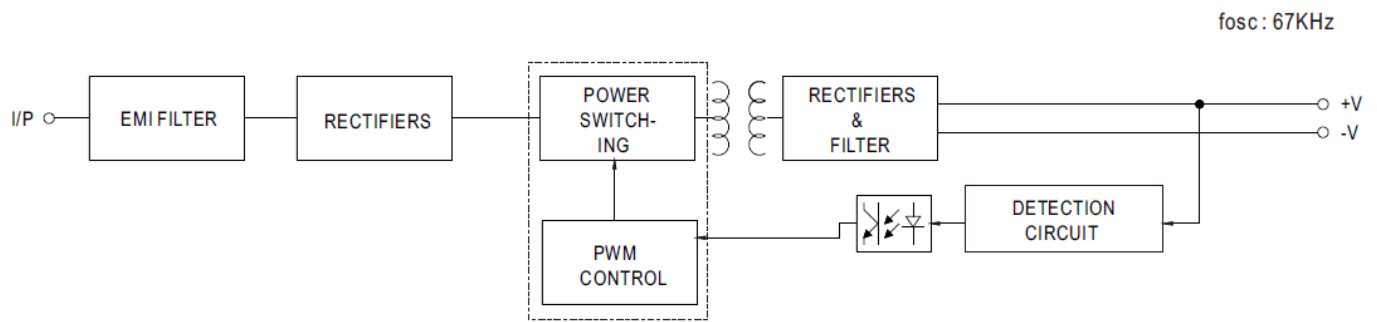 fosc : 67KHz
I/P
EMI FILTER
RECTIFIERS
POWER
SWITCH-
ING
RECTIFIERS
&
FILTER
+V
-V
DETECTION
CIRCUIT
PWM
CONTROL